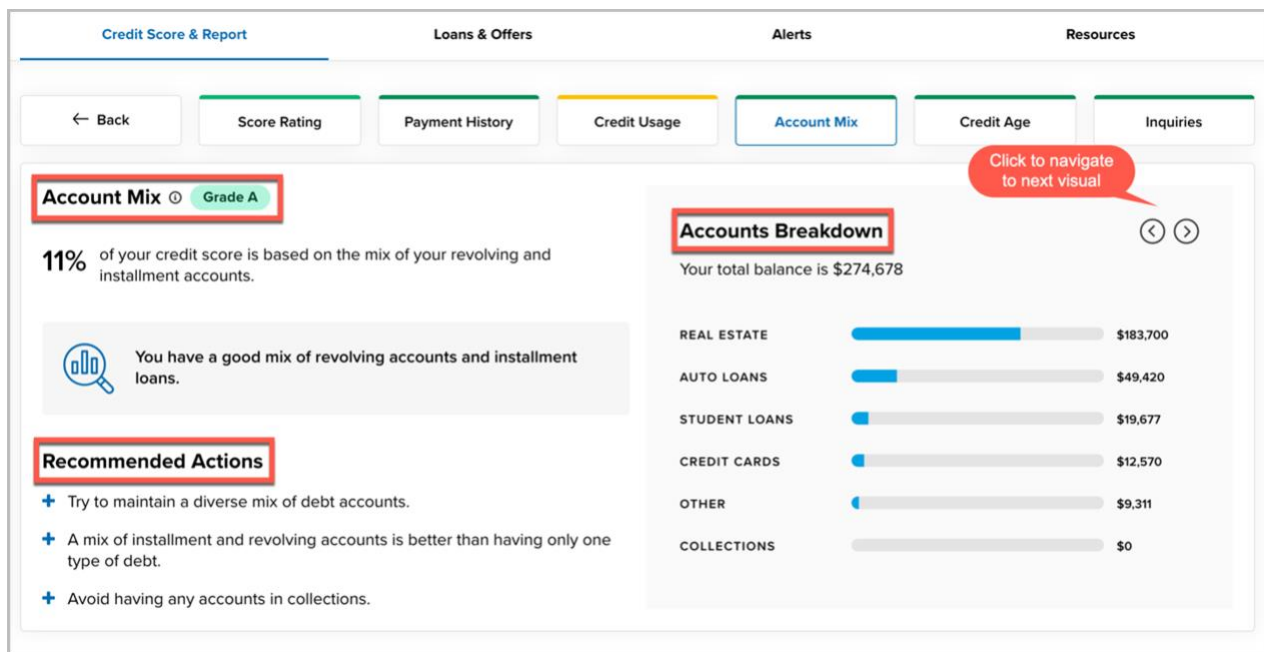 Credit Score & Report
Loans & Offers
Alerts
Resources
← Back
Score Rating
Payment History
Credit Usage
Account Mix
Credit Age
Inquiries
Click to navigate
to next visual
Account Mix
Grade A
11% of your credit score is based on the mix of your revolving and
installment accounts.
You have a good mix of revolving accounts and installment
loans.
Recommended Actions
+ Try to maintain a diverse mix of debt accounts.
+ A mix of installment and revolving accounts is better than having only one
type of debt.
+ Avoid having any accounts in collections.
Accounts Breakdown
Your total balance is $274,678
REAL ESTATE $183,700
AUTO LOANS $49,420
STUDENT LOANS $19,677
CREDIT CARDS $12,570
OTHER $9,311
COLLECTIONS $0